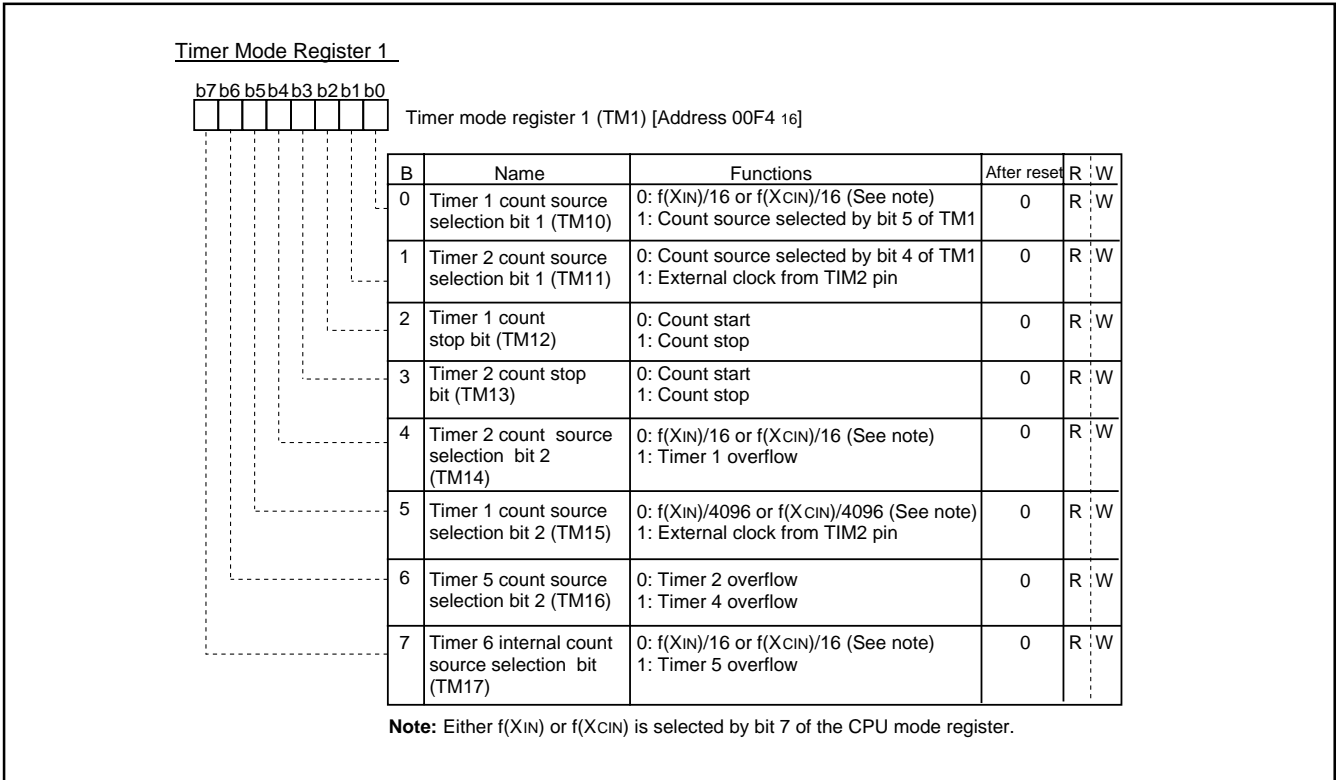 Timer Mode Register 1
b7 b6 b5 b4 b3 b2 b1 b0
Timer mode register 1 (TM1) [Address 00F4 16]
B Name Functions After reset R W
0 Timer 1 count source selection bit 1 (TM10) 0: f(XIN)/16 or f(XCIN)/16 (See note) 1: Count source selected by bit 5 of TM1 0 R W
1 Timer 2 count source selection bit 1 (TM11) 0: Count source selected by bit 4 of TM1 1: External clock from TIM2 pin 0 R W
2 Timer 1 count stop bit (TM12) 0: Count start 1: Count stop 0 R W
3 Timer 2 count stop bit (TM13) 0: Count start 1: Count stop 0 R W
4 Timer 2 count source selection bit 2 (TM14) 0: f(XIN)/16 or f(XCIN)/16 (See note) 1: Timer 1 overflow 0 R W
5 Timer 1 count source selection bit 2 (TM15) 0: f(XIN)/4096 or f(XCIN)/4096 (See note) 1: External clock from TIM2 pin 0 R W
6 Timer 5 count source selection bit 2 (TM16) 0: Timer 2 overflow 1: Timer 4 overflow 0 R W
7 Timer 6 internal count source selection bit (TM17) 0: f(XIN)/16 or f(XCIN)/16 (See note) 1: Timer 5 overflow 0 R W
Note: Either f(XIN) or f(XCIN) is selected by bit 7 of the CPU mode register.